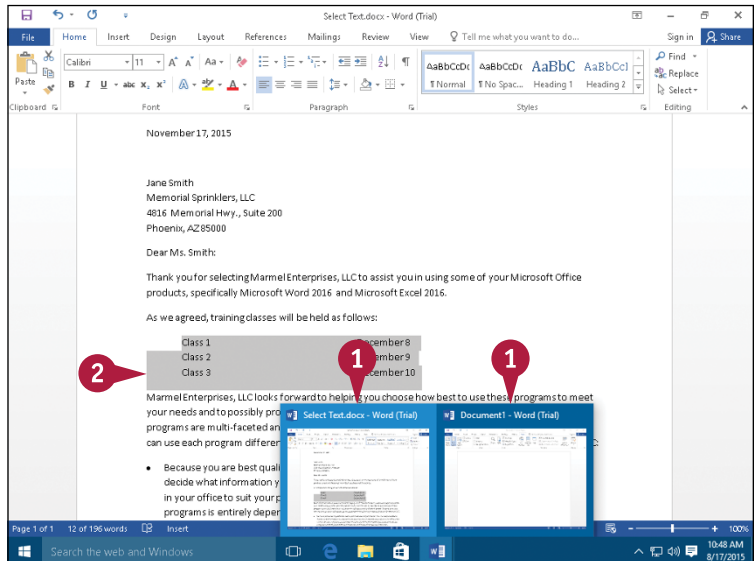 Select Text.docx - Word (Trial)
File Home Insert Design Layout References Mailings Review View Tell me what you want to do... Sign in Share
Calibri 11 A A Aa Find
Paste B I U abc x₂ x² A A AaBbCcDc AaBbCcDc AaBbC AaBbCcI Replace
¶ Normal ¶ No Spac... Heading 1 Heading 2 Select
Clipboard Font Paragraph Styles Editing
November 17, 2015
Jane Smith
Memorial Sprinklers, LLC
4816 Memorial Hwy., Suite 200
Phoenix, AZ 85000
Dear Ms. Smith:
Thank you for selecting Marmel Enterprises, LLC to assist you in using some of your Microsoft Office
products, specifically Microsoft Word 2016 and Microsoft Excel 2016.
As we agreed, training classes will be held as follows:
Class 1 December 8
Class 2 ecember 9
Class 3 December 10
2
1
1
Marmel Enterprises, LLC looks forward to helping you choose how best to use these programs to meet
your needs and to possibly pro
programs are multi-faceted an
can use each program differen
• Because you are best quali
decide what information y
in your office to suit your p
programs is entirely deper
Select Text.docx - Word (Trial) Document1 - Word (Trial)
Page 1 of 1 12 of 196 words Insert 100%
Search the web and Windows 10:48 AM
8/17/2015